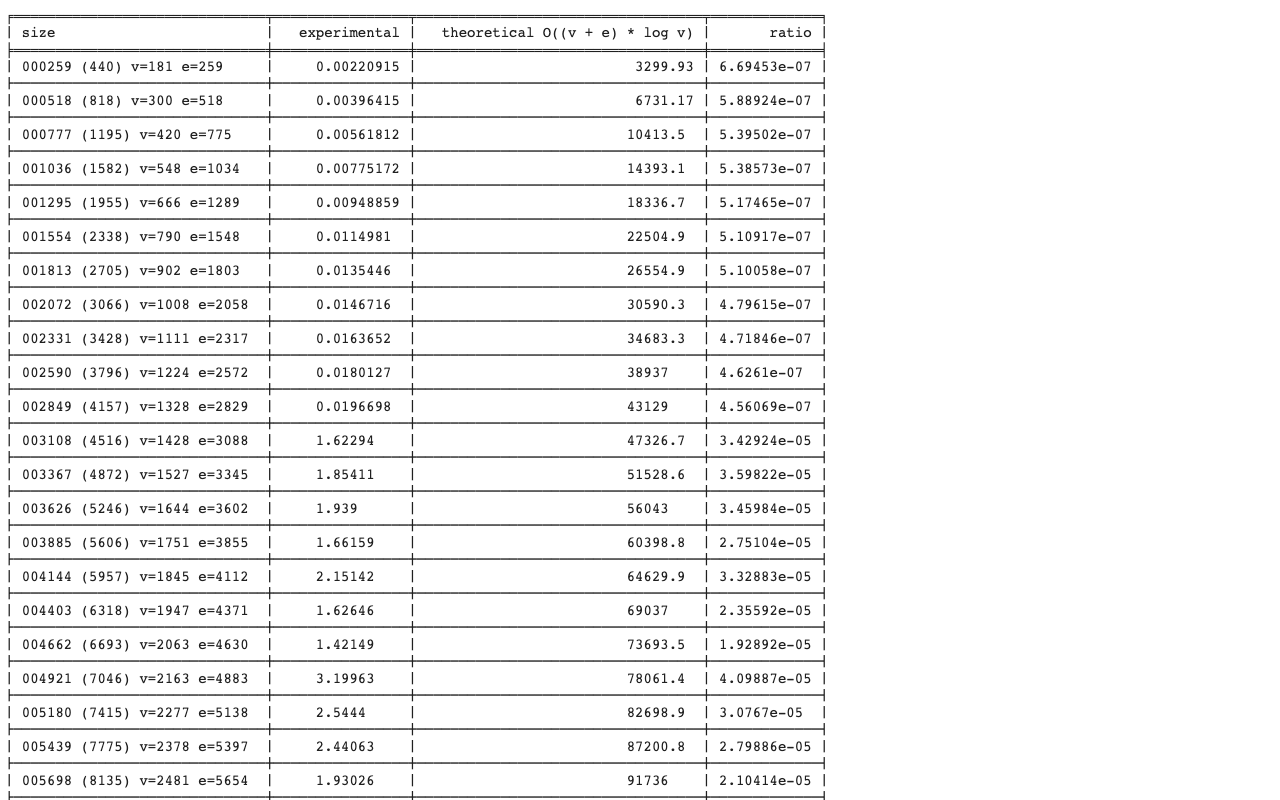 size experimental theoretical O((v + e) * log v) ratio
000259 (440) v=181 e=259 0.00220915 3299.93 6.69453e-07
000518 (818) v=300 e=518 0.00396415 6731.17 5.88924e-07
000777 (1195) v=420 e=775 0.00561812 10413.5 5.39502e-07
001036 (1582) v=548 e=1034 0.00775172 14393.1 5.38573e-07
001295 (1955) v=666 e=1289 0.00948859 18336.7 5.17465e-07
001554 (2338) v=790 e=1548 0.0114981 22504.9 5.10917e-07
001813 (2705) v=902 e=1803 0.0135446 26554.9 5.10058e-07
002072 (3066) v=1008 e=2058 0.0146716 30590.3 4.79615e-07
002331 (3428) v=1111 e=2317 0.0163652 34683.3 4.71846e-07
002590 (3796) v=1224 e=2572 0.0180127 38937 4.6261e-07
002849 (4157) v=1328 e=2829 0.0196698 43129 4.56069e-07
003108 (4516) v=1428 e=3088 1.62294 47326.7 3.42924e-05
003367 (4872) v=1527 e=3345 1.85411 51528.6 3.59822e-05
003626 (5246) v=1644 e=3602 1.939 56043 3.45984e-05
003885 (5606) v=1751 e=3855 1.66159 60398.8 2.75104e-05
004144 (5957) v=1845 e=4112 2.15142 64629.9 3.32883e-05
004403 (6318) v=1947 e=4371 1.62646 69037 2.35592e-05
004662 (6693) v=2063 e=4630 1.42149 73693.5 1.92892e-05
004921 (7046) v=2163 e=4883 3.19963 78061.4 4.09887e-05
005180 (7415) v=2277 e=5138 2.5444 82698.9 3.0767e-05
005439 (7775) v=2378 e=5397 2.44063 87200.8 2.79886e-05
005698 (8135) v=2481 e=5654 1.93026 91736 2.10414e-05